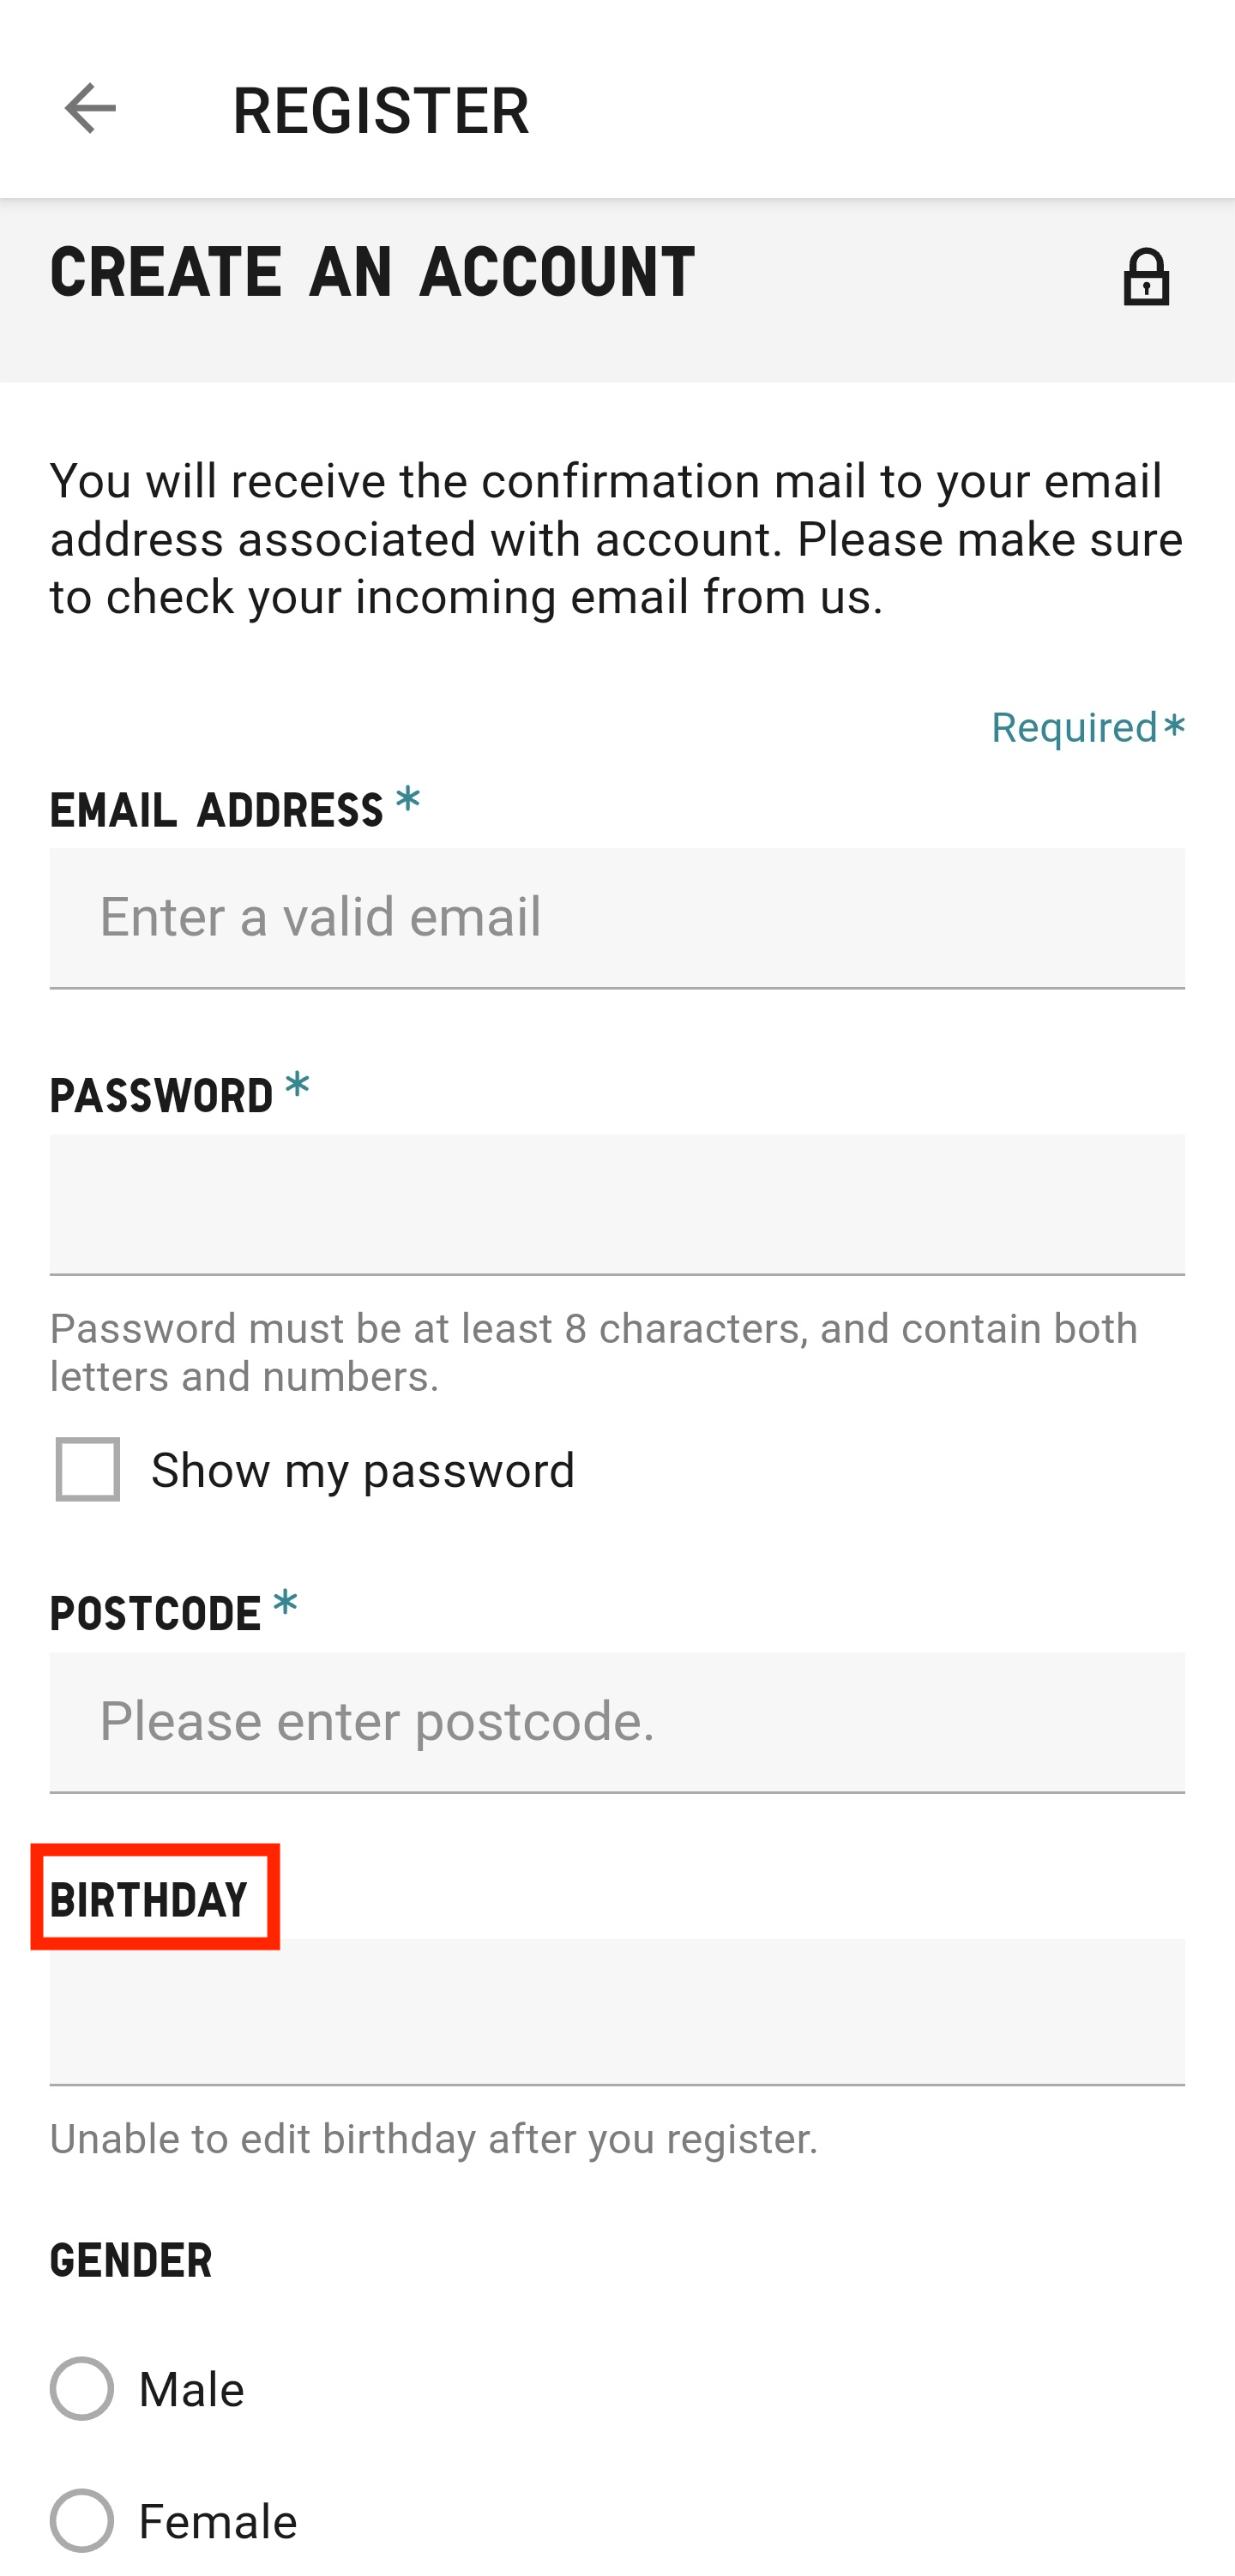 REGISTER
CREATE AN ACCOUNT
You will receive the confirmation mail to your email
address associated with account. Please make sure
to check your incoming email from us.
Required*
EMAIL ADDRESS *
Enter a valid email
PASSWORD *
Password must be at least 8 characters, and contain both
letters and numbers.
Show my password
POSTCODE *
Please enter postcode.
BIRTHDAY
Unable to edit birthday after you register.
GENDER
Male
Female